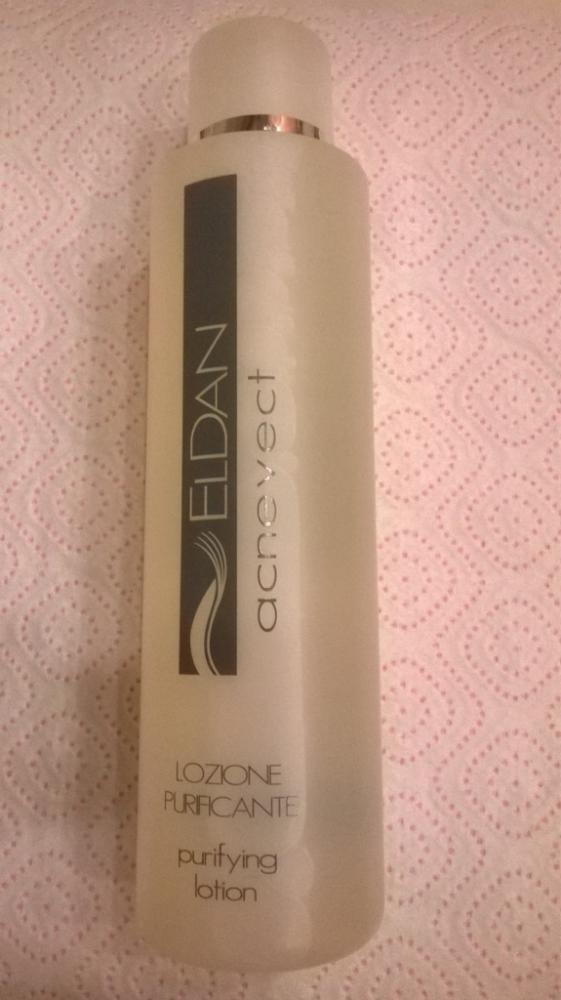 ELDAN
acnevect
LOZIONE
PURIFICANTE
purifying
lotion